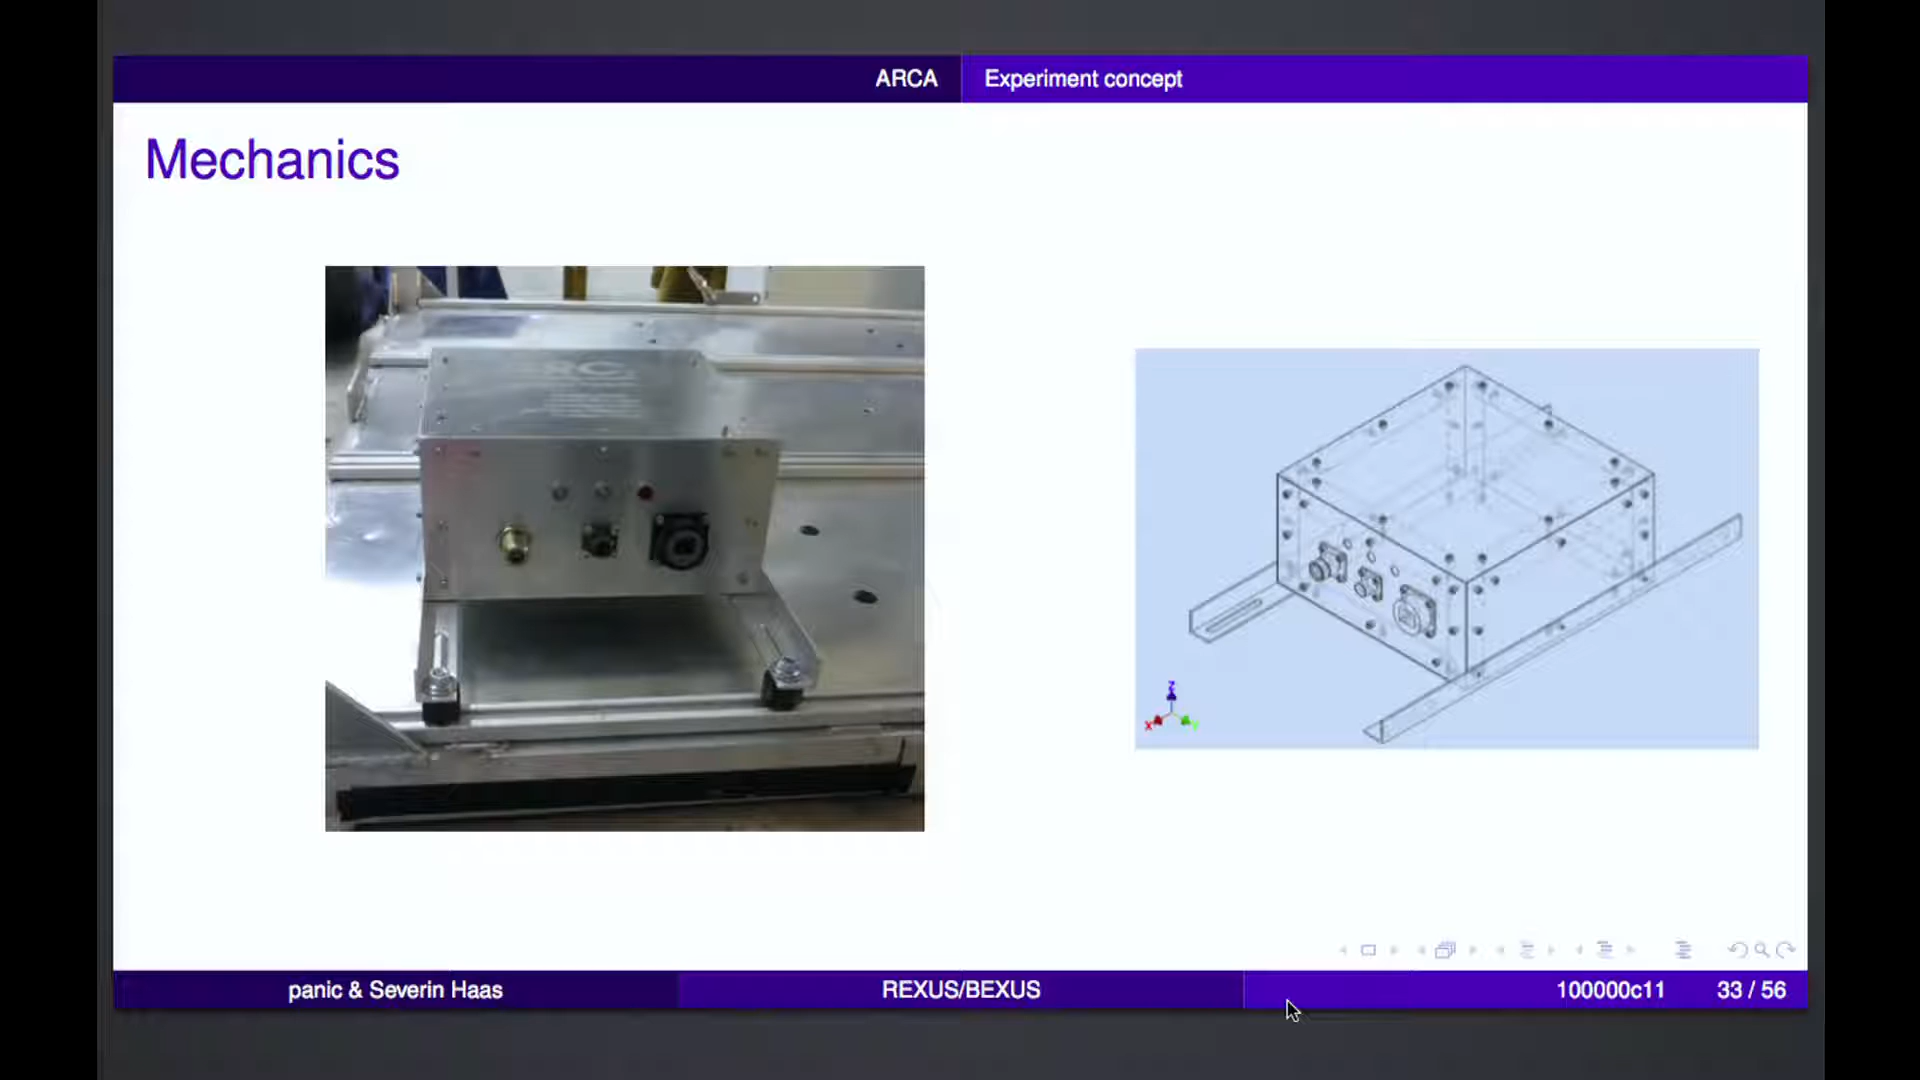 ARCA
Experiment concept
Mechanics
Z
X
Y
panic & Severin Haas
REXUS/BEXUS
100000c11
33 / 56